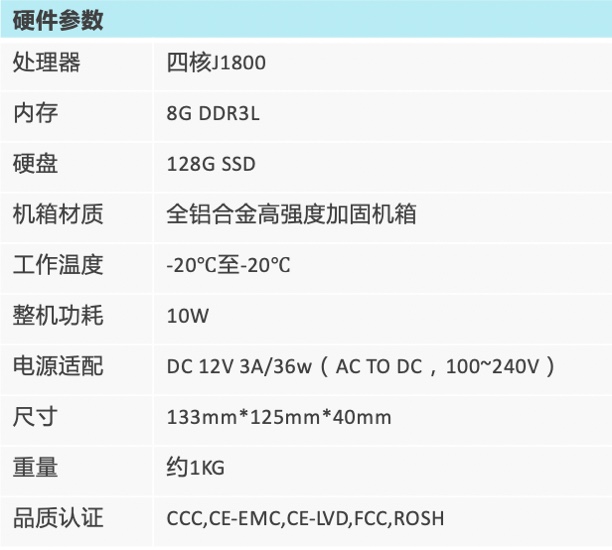 硬件参数
处理器 四核J1800
内存 8G DDR3L
硬盘 128G SSD
机箱材质 全铝合金高强度加固机箱
工作温度 -20℃至-20℃
整机功耗 10W
电源适配 DC 12V 3A/36w（AC TO DC，100~240V）
尺寸 133mm*125mm*40mm
重量 约1KG
品质认证 CCC,CE-EMC,CE-LVD,FCC,ROSH